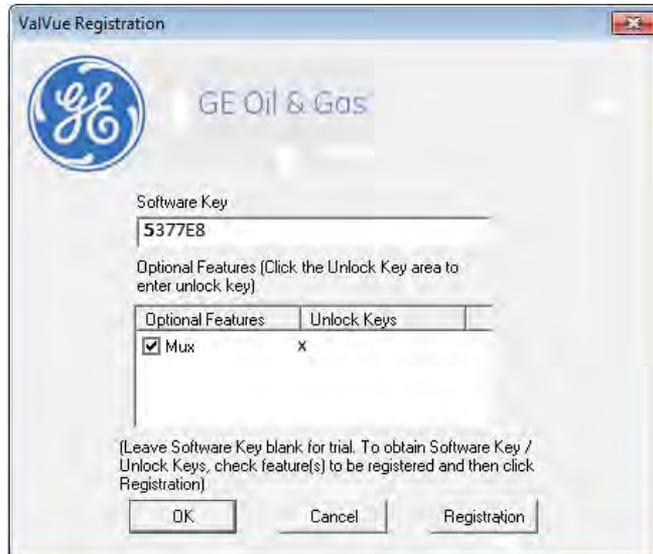 ValVue Registration
GE Oil & Gas
Software Key
5377E8
Optional Features (Click the Unlock Key area to
enter unlock key)
Optional Features Unlock Keys
Mux x
(Leave Software Key blank for trial. To obtain Software Key /
Unlock Keys, check feature(s) to be registered and then click
Registration)
OK Cancel Registration